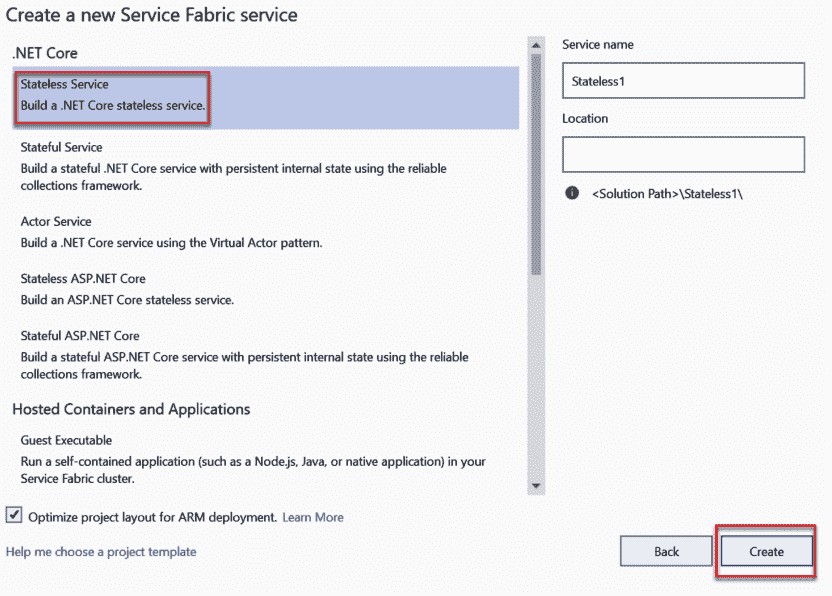 Create a new Service Fabric service
.NET Core
Stateless Service
Build a .NET Core stateless service.
Stateful Service
Build a stateful .NET Core service with persistent internal state using the reliable
collections framework.
Actor Service
Build a .NET Core service using the Virtual Actor pattern.
Stateless ASP.NET Core
Build an ASP.NET Core stateless service.
Stateful ASP.NET Core
Build a stateful ASP.NET Core service with persistent internal state using the reliable
collections framework.
Hosted Containers and Applications
Guest Executable
Run a self-contained application (such as a Node.js, Java, or native application) in your
Service Fabric cluster.
Service name
Stateless1
Location
<Solution Path>\Stateless1\
Optimize project layout for ARM deployment. Learn More
Help me choose a project template
Back
Create